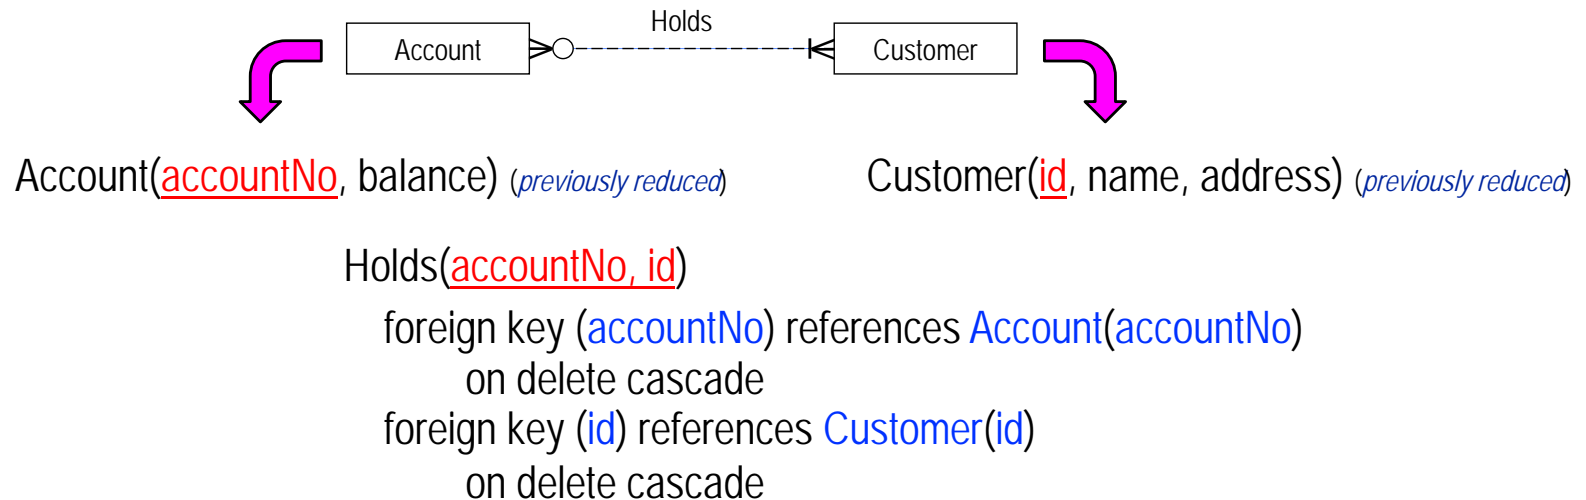 Holds
Account
Customer
Account(accountNo, balance) (previously reduced)
Customer(id, name, address) (previously reduced)
Holds(accountNo, id)
foreign key (accountNo) references Account(accountNo)
on delete cascade
foreign key (id) references Customer(id)
on delete cascade